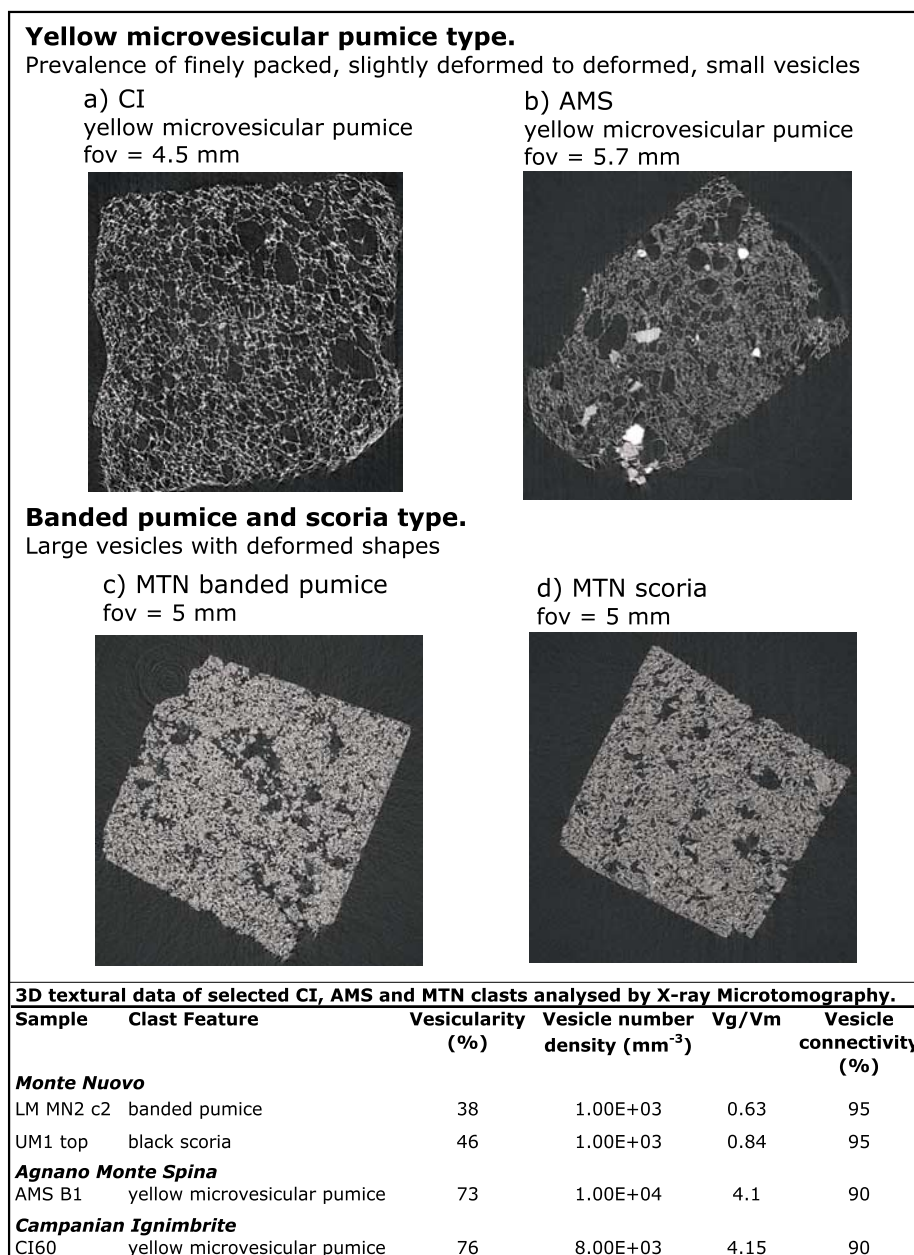 Yellow microvesicular pumice type.
Prevalence of finely packed, slightly deformed to deformed, small vesicles
a) CI
yellow microvesicular pumice
fov = 4.5 mm
b) AMS
yellow microvesicular pumice
fov = 5.7 mm
Banded pumice and scoria type.
Large vesicles with deformed shapes
c) MTN banded pumice
fov = 5 mm
d) MTN scoria
fov = 5 mm
3D textural data of selected CI, AMS and MTN clasts analysed by X-ray Microtomography.
Sample Clast Feature Vesicularity (%) Vesicle number density (mm⁻³) Vg/Vm Vesicle connectivity (%)
Monte Nuovo
LM MN2 c2 banded pumice 38 1.00E+03 0.63 95
UM1 top black scoria 46 1.00E+03 0.84 95
Agnano Monte Spina
AMS B1 yellow microvesicular pumice 73 1.00E+04 4.1 90
Campanian Ignimbrite
CI60 yellow microvesicular pumice 76 8.00E+03 4.15 90